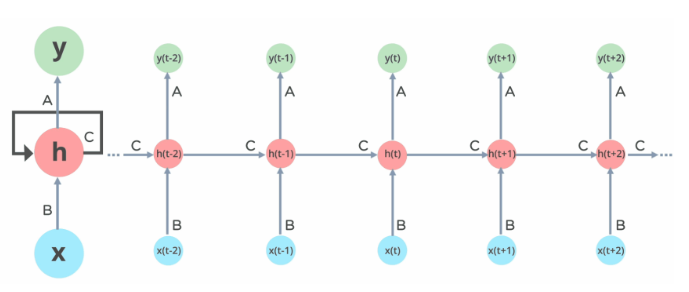 y y(t-2) y(t-1) y(t) y(t+1) y(t+2)
A A A A A A
C
h C h(t-2) C h(t-1) C h(t) C h(t+1) C h(t+2) C
B B B B B B
x x(t-2) x(t-1) x(t) x(t+1) x(t+2)